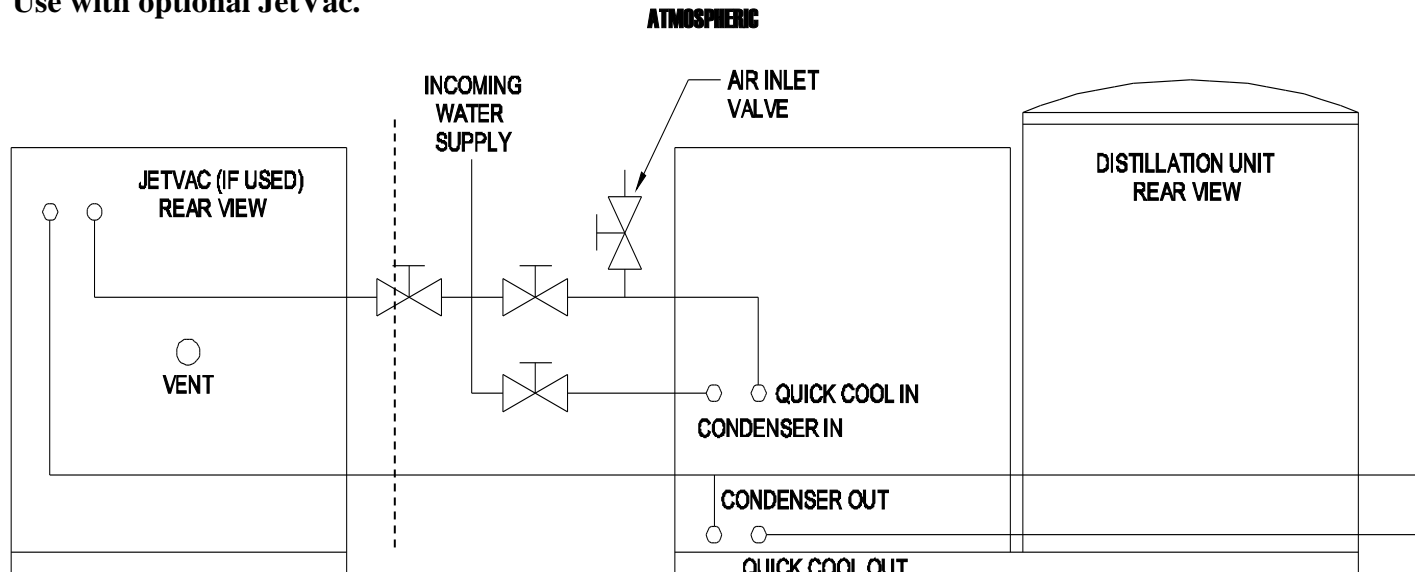 Use with optional JetVac.
ATMOSPHERIC
INCOMING
WATER
SUPPLY
AIR INLET
VALVE
JETVAC (IF USED)
REAR VIEW
DISTILLATION UNIT
REAR VIEW
VENT
QUICK COOL IN
CONDENSER IN
CONDENSER OUT
QUICK COOL OUT